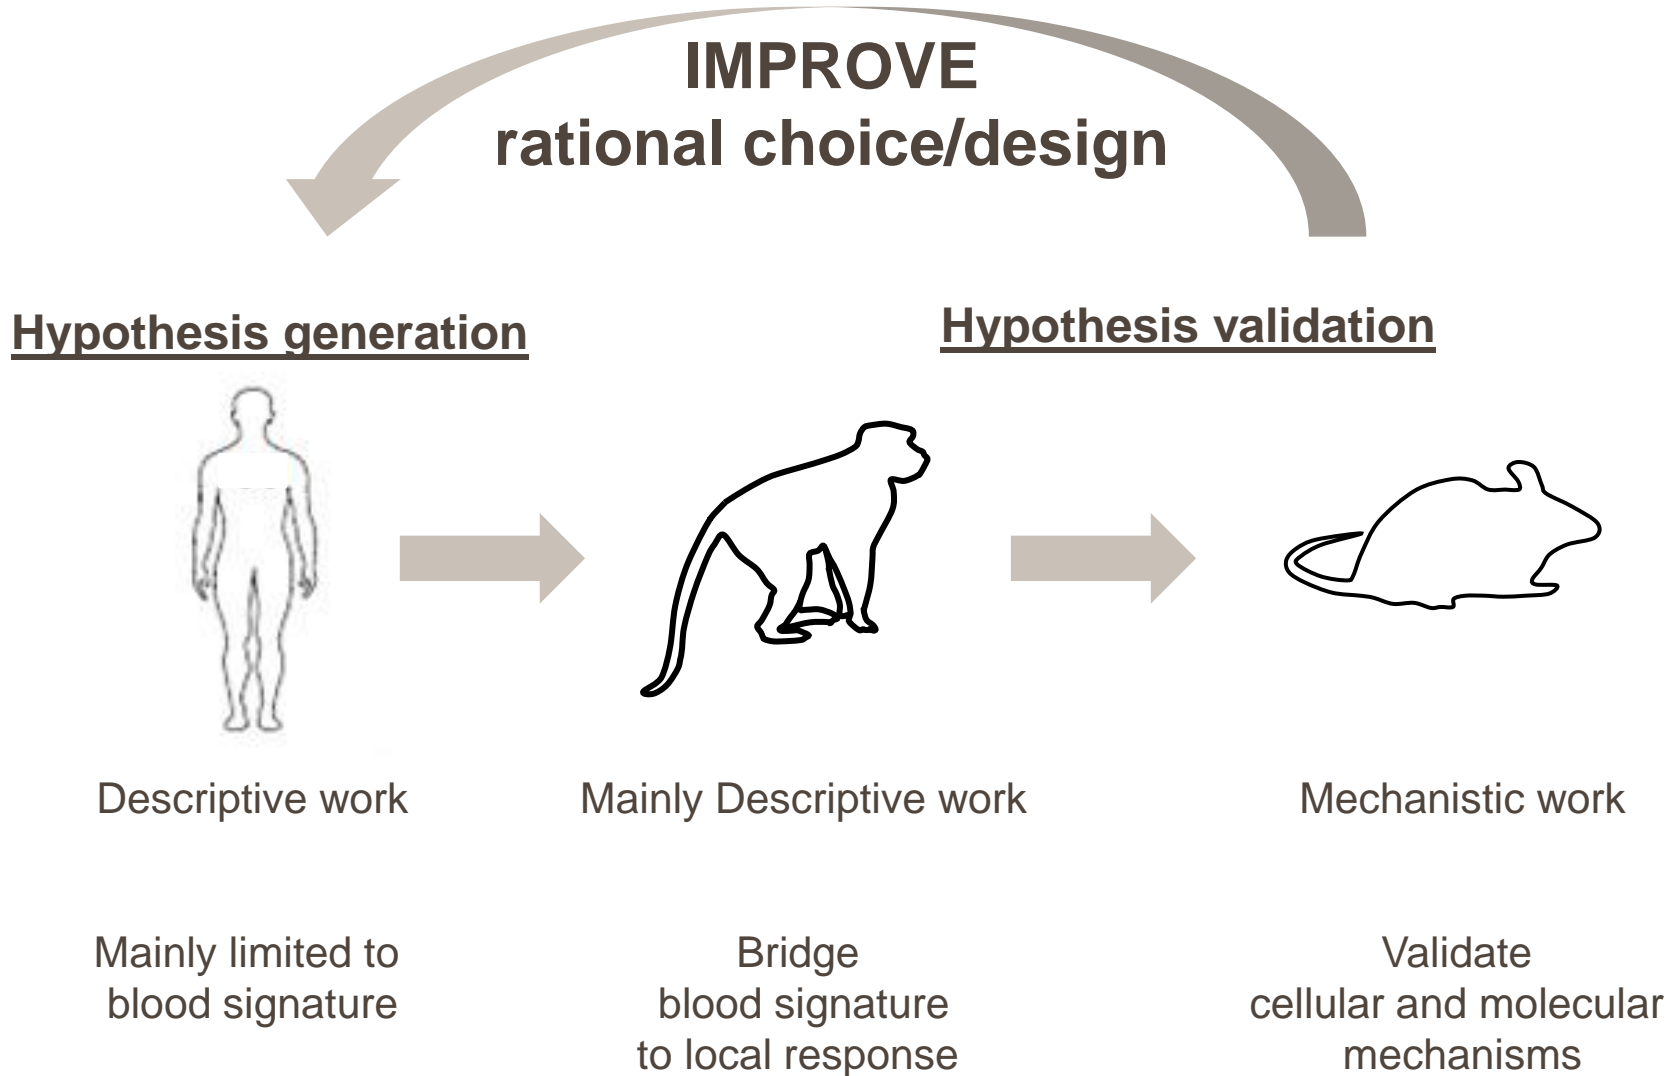 IMPROVE
rational choice/design
Hypothesis generation
Hypothesis validation
Descriptive work
Mainly Descriptive work
Mechanistic work
Mainly limited to
blood signature
Bridge
blood signature
to local response
Validate
cellular and molecular
mechanisms